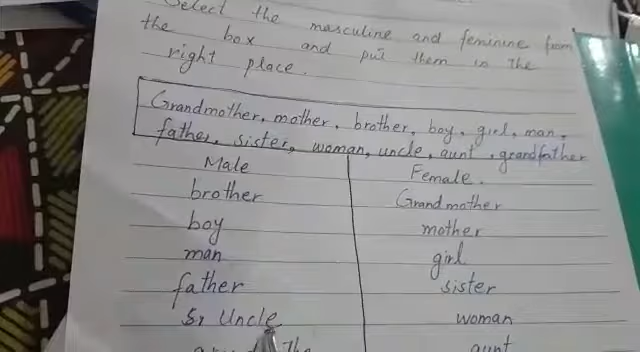 Select the masculine and feminine from
the box and put them in the
right place.
Grandmother, mother, brother, boy, girl, man,
father, sister, woman, uncle, aunt, grandfather
Male Female.
brother Grandmother
boy mother
man girl
father sister
Uncle woman
aunt